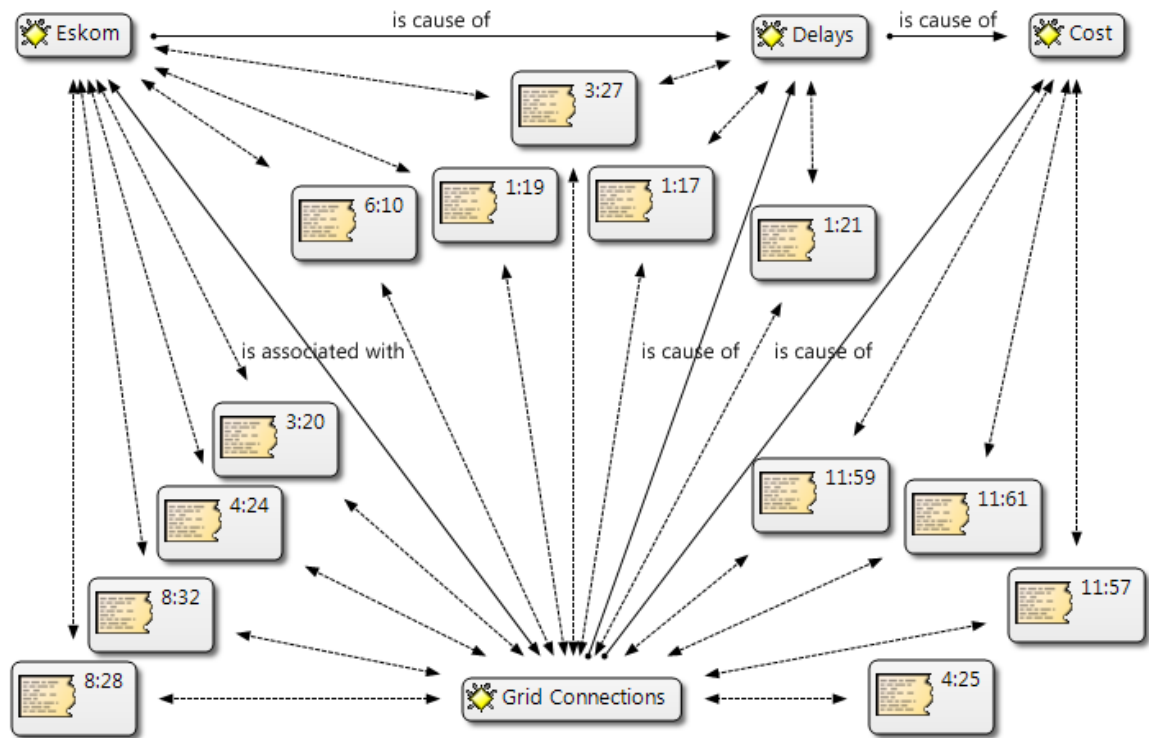 is cause of
is cause of
Eskom
Delays
Cost
3:27
1:19
1:17
6:10
1:21
is associated with
is cause of
is cause of
3:20
11:59
4:24
11:61
8:32
11:57
8:28
Grid Connections
4:25